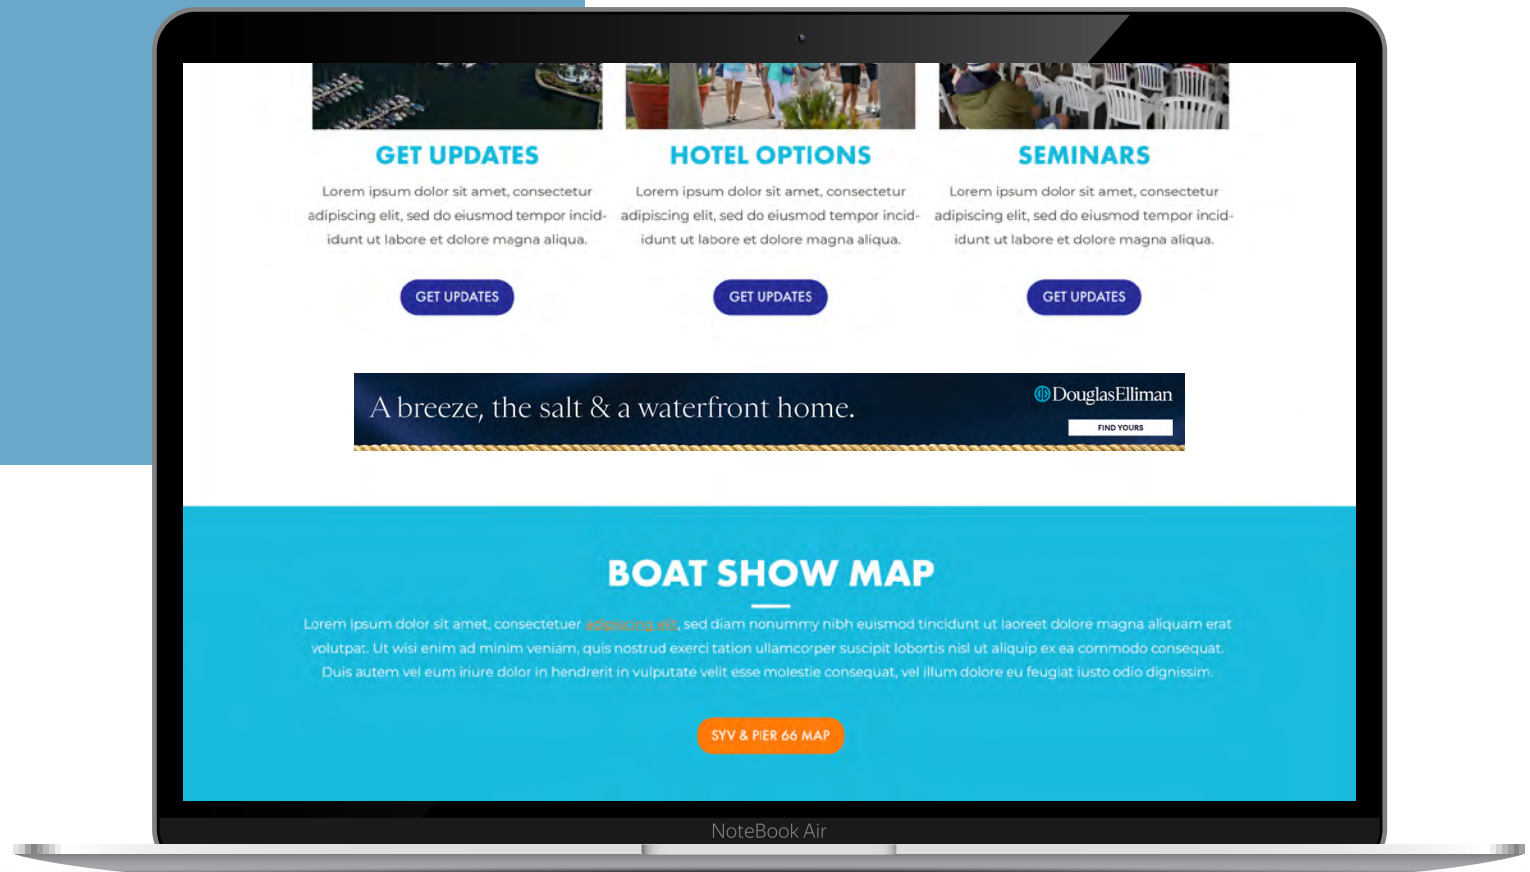 GET UPDATES
Lorem ipsum dolor sit amet, consectetur
adipiscing elit, sed do eiusmod tempor incid-
idunt ut labore et dolore magna aliqua.
GET UPDATES
HOTEL OPTIONS
Lorem ipsum dolor sit amet, consectetur
adipiscing elit, sed do eiusmod tempor incid-
idunt ut labore et dolore magna aliqua.
GET UPDATES
SEMINARS
Lorem ipsum dolor sit amet, consectetur
adipiscing elit, sed do eiusmod tempor incid-
idunt ut labore et dolore magna aliqua.
GET UPDATES
A breeze, the salt & a waterfront home.
DouglasElliman
FIND YOURS
BOAT SHOW MAP
Lorem ipsum dolor sit amet, consectetuer adipiscing elit, sed diam nonummy nibh euismod tincidunt ut laoreet dolore magna aliquam erat
volutpat. Ut wisi enim ad minim veniam, quis nostrud exerci tation ullamcorper suscipit lobortis nisl ut aliquip ex ea commodo consequat.
Duis autem vel eum iriure dolor in hendrerit in vulputate velit esse molestie consequat, vel illum dolore eu feugiat iusto odio dignissim.
SYV & PIER 66 MAP
NoteBook Air